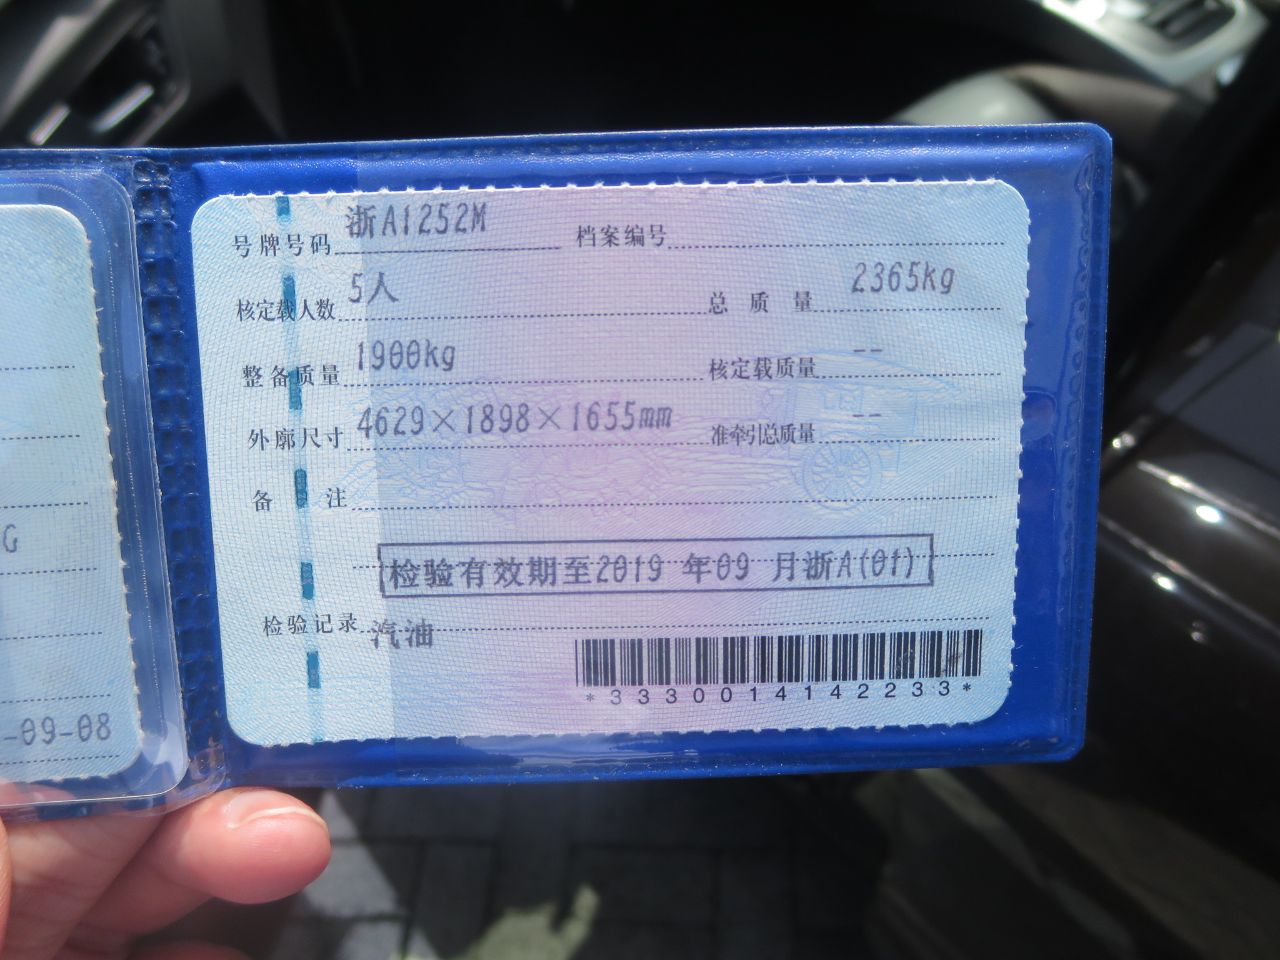 号牌号码 浙A1252M 档案编号
核定载人数 5人 总质量 2365kg
整备质量 1900kg 核定载质量 --
外廓尺寸 4629×1898×1655mm 准牵引总质量 --
备注
检验有效期至2019 年09 月浙A(01)
检验记录 汽油
*3330014142233*
G
-09-08